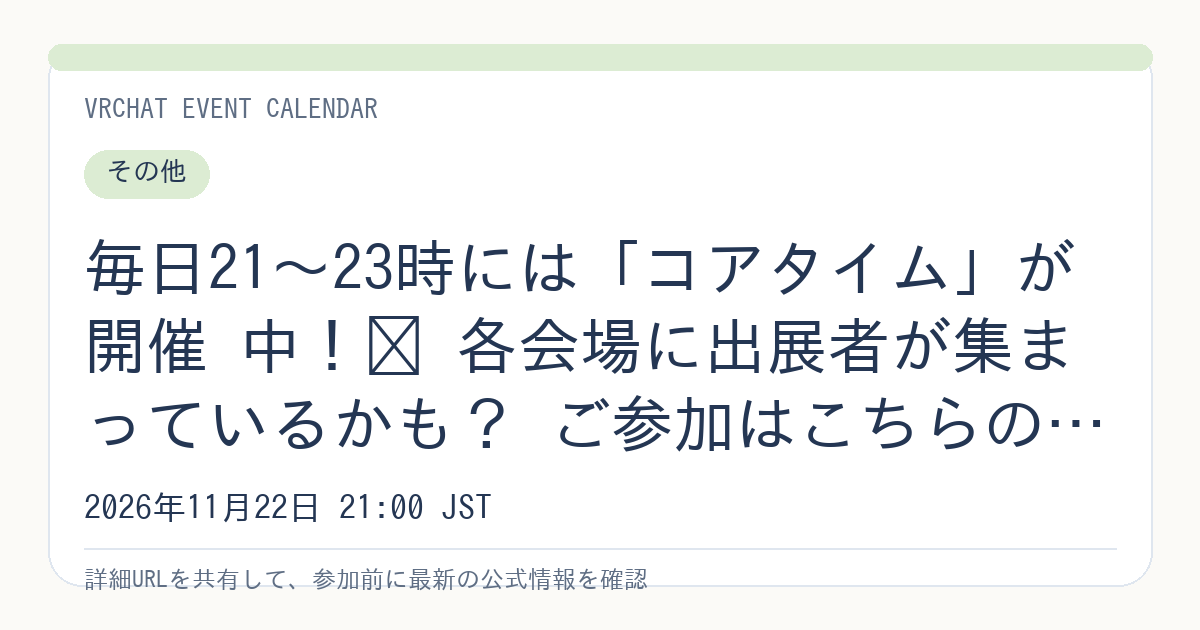 VRCHAT EVENT CALENDAR
その他
毎日21～23時には「コアタイム」が
開催 中！ 各会場に出展者が集ま
っているかも？ ご参加はこちらの…
2026年11月22日 21:00 JST
詳細URLを共有して、参加前に最新の公式情報を確認